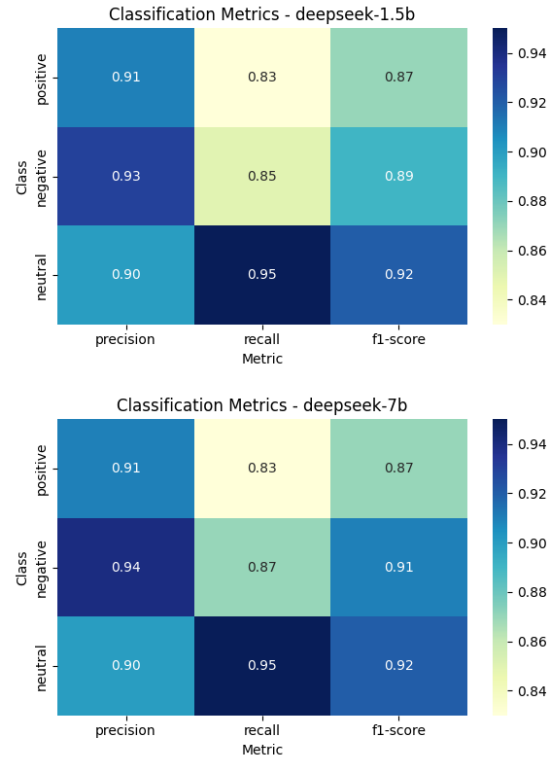 Classification Metrics - deepseek-1.5b
positive
0.91 0.83 0.87
0.94
0.92
Class
negative
0.93 0.85 0.89
0.90
0.88
neutral
0.90 0.95 0.92
0.86
0.84
precision recall f1-score
Metric
Classification Metrics - deepseek-7b
positive
0.91 0.83 0.87
0.94
0.92
Class
negative
0.94 0.87 0.91
0.90
0.88
neutral
0.90 0.95 0.92
0.86
0.84
precision recall f1-score
Metric